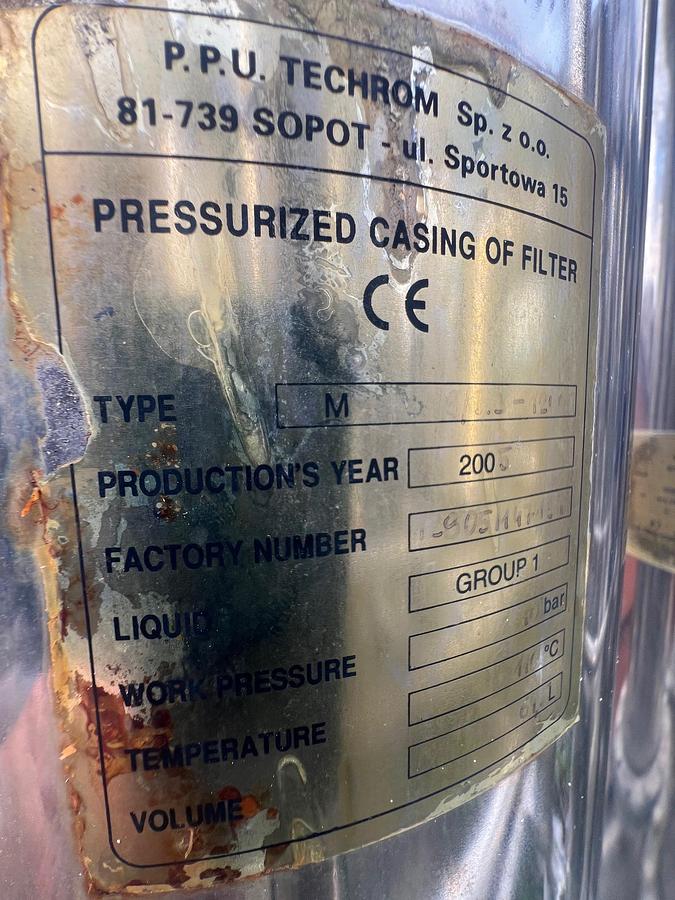 P.P.U. TECHROM Sp. z o.o.
81-739 SOPOT - ul. Sportowa 15
PRESSURIZED CASING OF FILTER
CE
TYPE M
PRODUCTION'S YEAR 200
FACTORY NUMBER
LIQUID GROUP 1
WORK PRESSURE bar
TEMPERATURE °C
VOLUME L